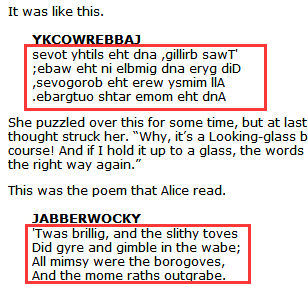 It was like this.
YKCOWREBBAJ
sevot yhtils eht dna ,gillirb sawT'
;ebaw eht ni elbmig dna eryg diD
,sevogorob eht erew ysmim llA
.ebargtuo shtar emom eht dnA
She puzzled over this for some time, but at last
thought struck her. “Why, it’s a Looking-glass b
course! And if I hold it up to a glass, the words
the right way again.”
This was the poem that Alice read.
JABBERWOCKY
'Twas brillig, and the slithy toves
Did gyre and gimble in the wabe;
All mimsy were the borogoves,
And the mome raths outgrabe.